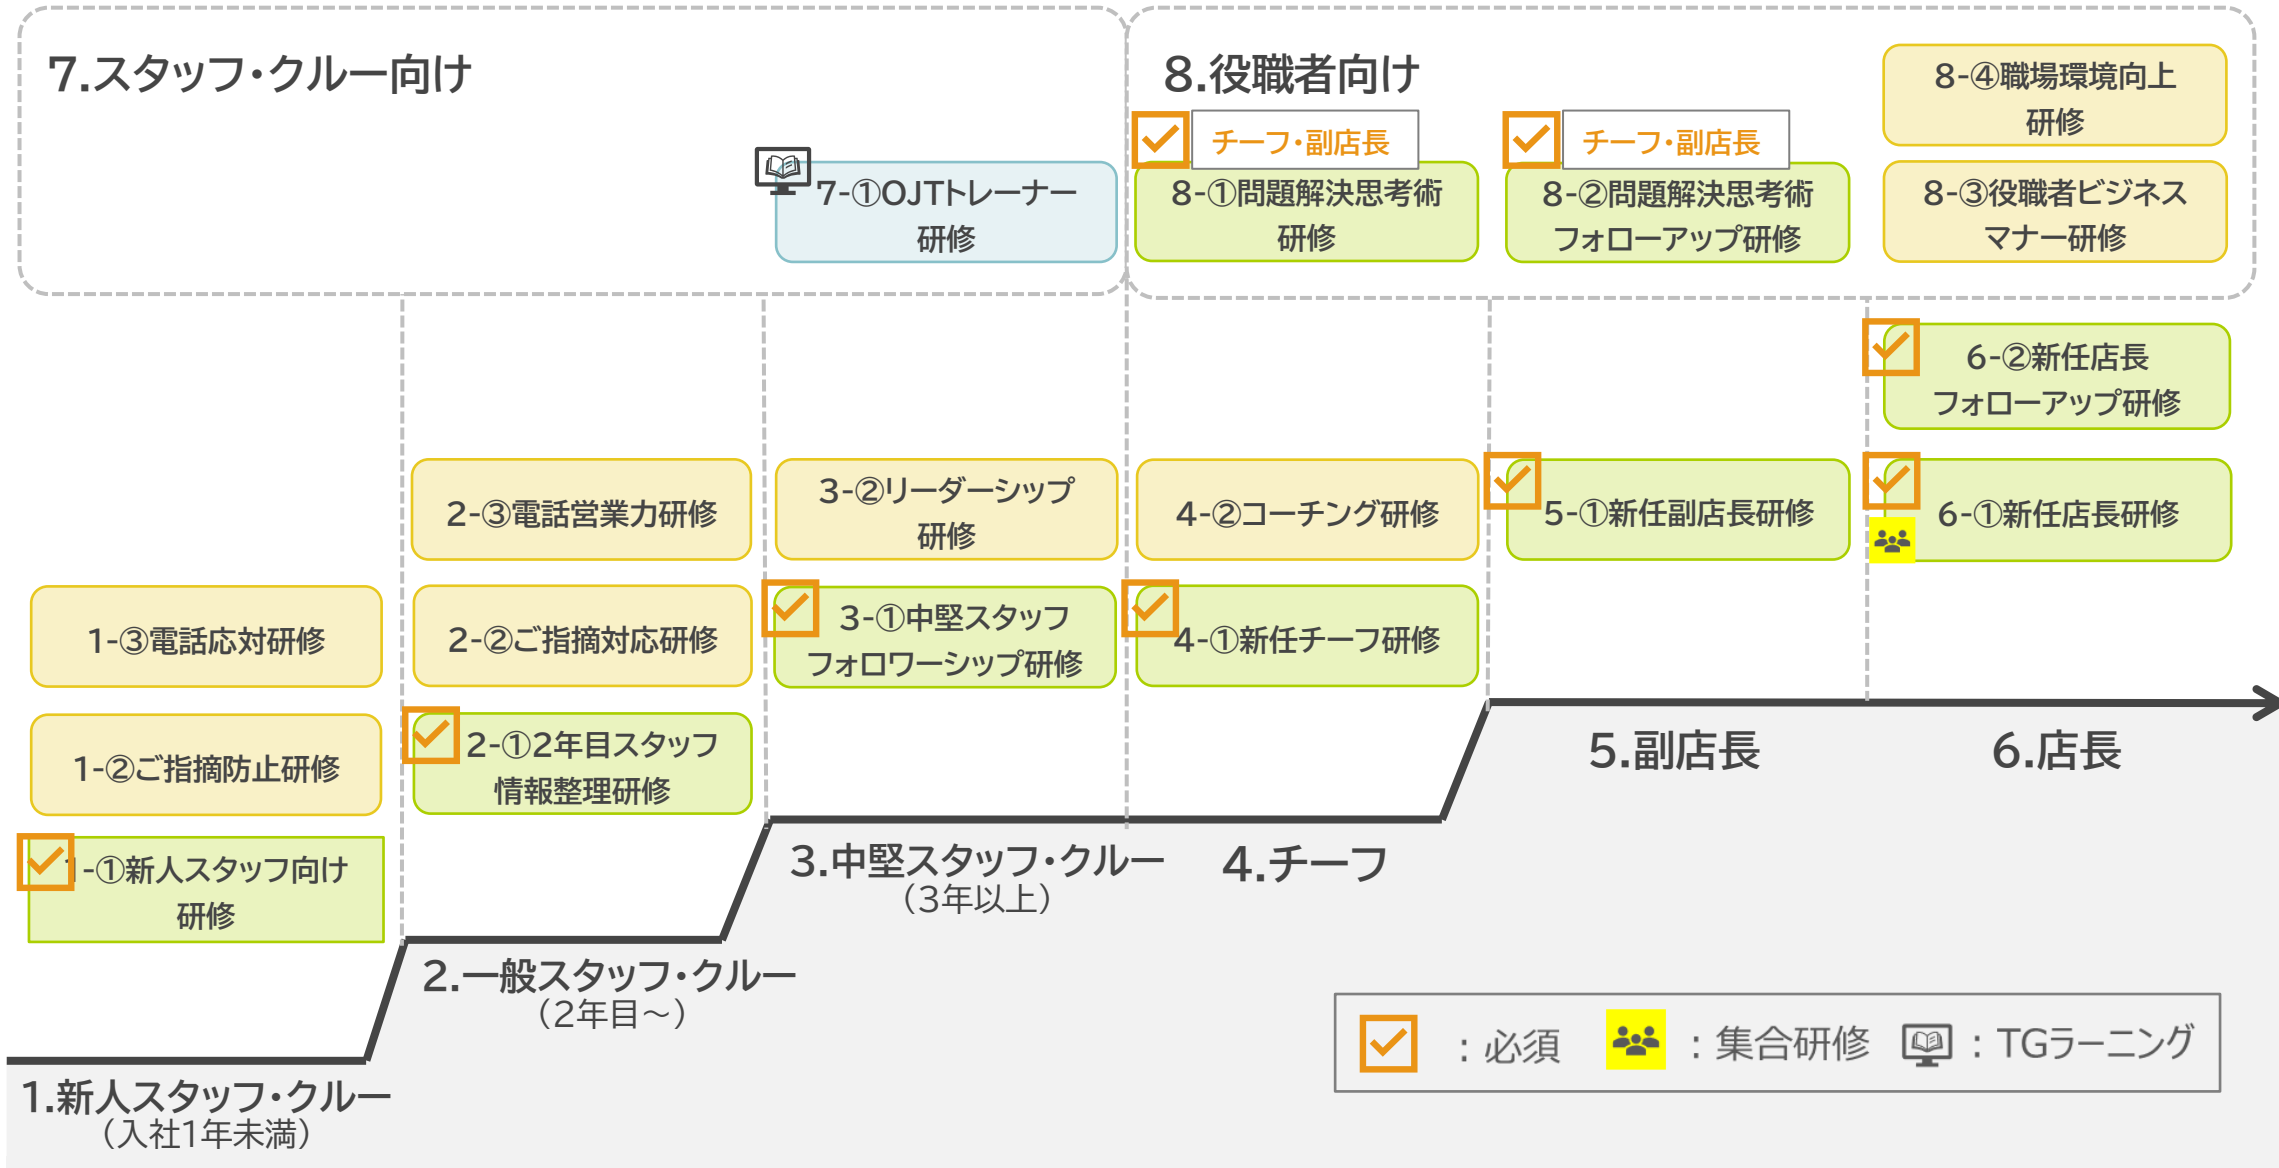 7.スタッフ・クルー向け
8.役職者向け
8-④職場環境向上
研修
チーフ・副店長
チーフ・副店長
7-①OJTトレーナー
研修
8-①問題解決思考術
研修
8-②問題解決思考術
フォローアップ研修
8-③役職者ビジネス
マナー研修
6-②新任店長
フォローアップ研修
2-③電話営業力研修
3-②リーダーシップ
研修
4-②コーチング研修
5-①新任副店長研修
6-①新任店長研修
1-③電話応対研修
2-②ご指摘対応研修
3-①中堅スタッフ
フォロワーシップ研修
4-①新任チーフ研修
1-②ご指摘防止研修
2-①2年目スタッフ
情報整理研修
5.副店長
6.店長
1-①新人スタッフ向け
研修
3.中堅スタッフ・クルー
（3年以上）
4.チーフ
2.一般スタッフ・クルー
（2年目～）
：必須
：集合研修
：TGラーニング
1.新人スタッフ・クルー
（入社1年未満）